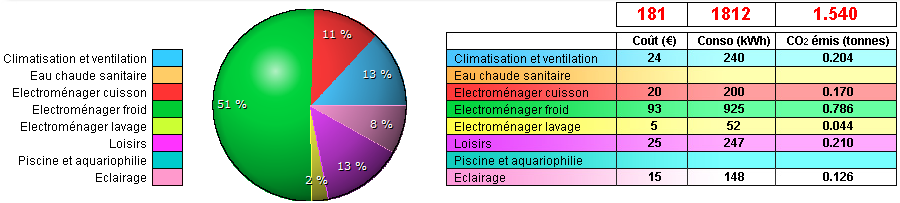 181 1812 1.540
Coût (€) Conso (kWh) CO2 émis (tonnes)
Climatisation et ventilation
Eau chaude sanitaire
Electroménager cuisson
Electroménager froid
Electroménager lavage
Loisirs
Piscine et aquariophilie
Eclairage
11 %
13 %
51 %
8 %
13 %
2 %
Climatisation et ventilation 24 240 0.204
Eau chaude sanitaire
Electroménager cuisson 20 200 0.170
Electroménager froid 93 925 0.786
Electroménager lavage 5 52 0.044
Loisirs 25 247 0.210
Piscine et aquariophilie
Eclairage 15 148 0.126